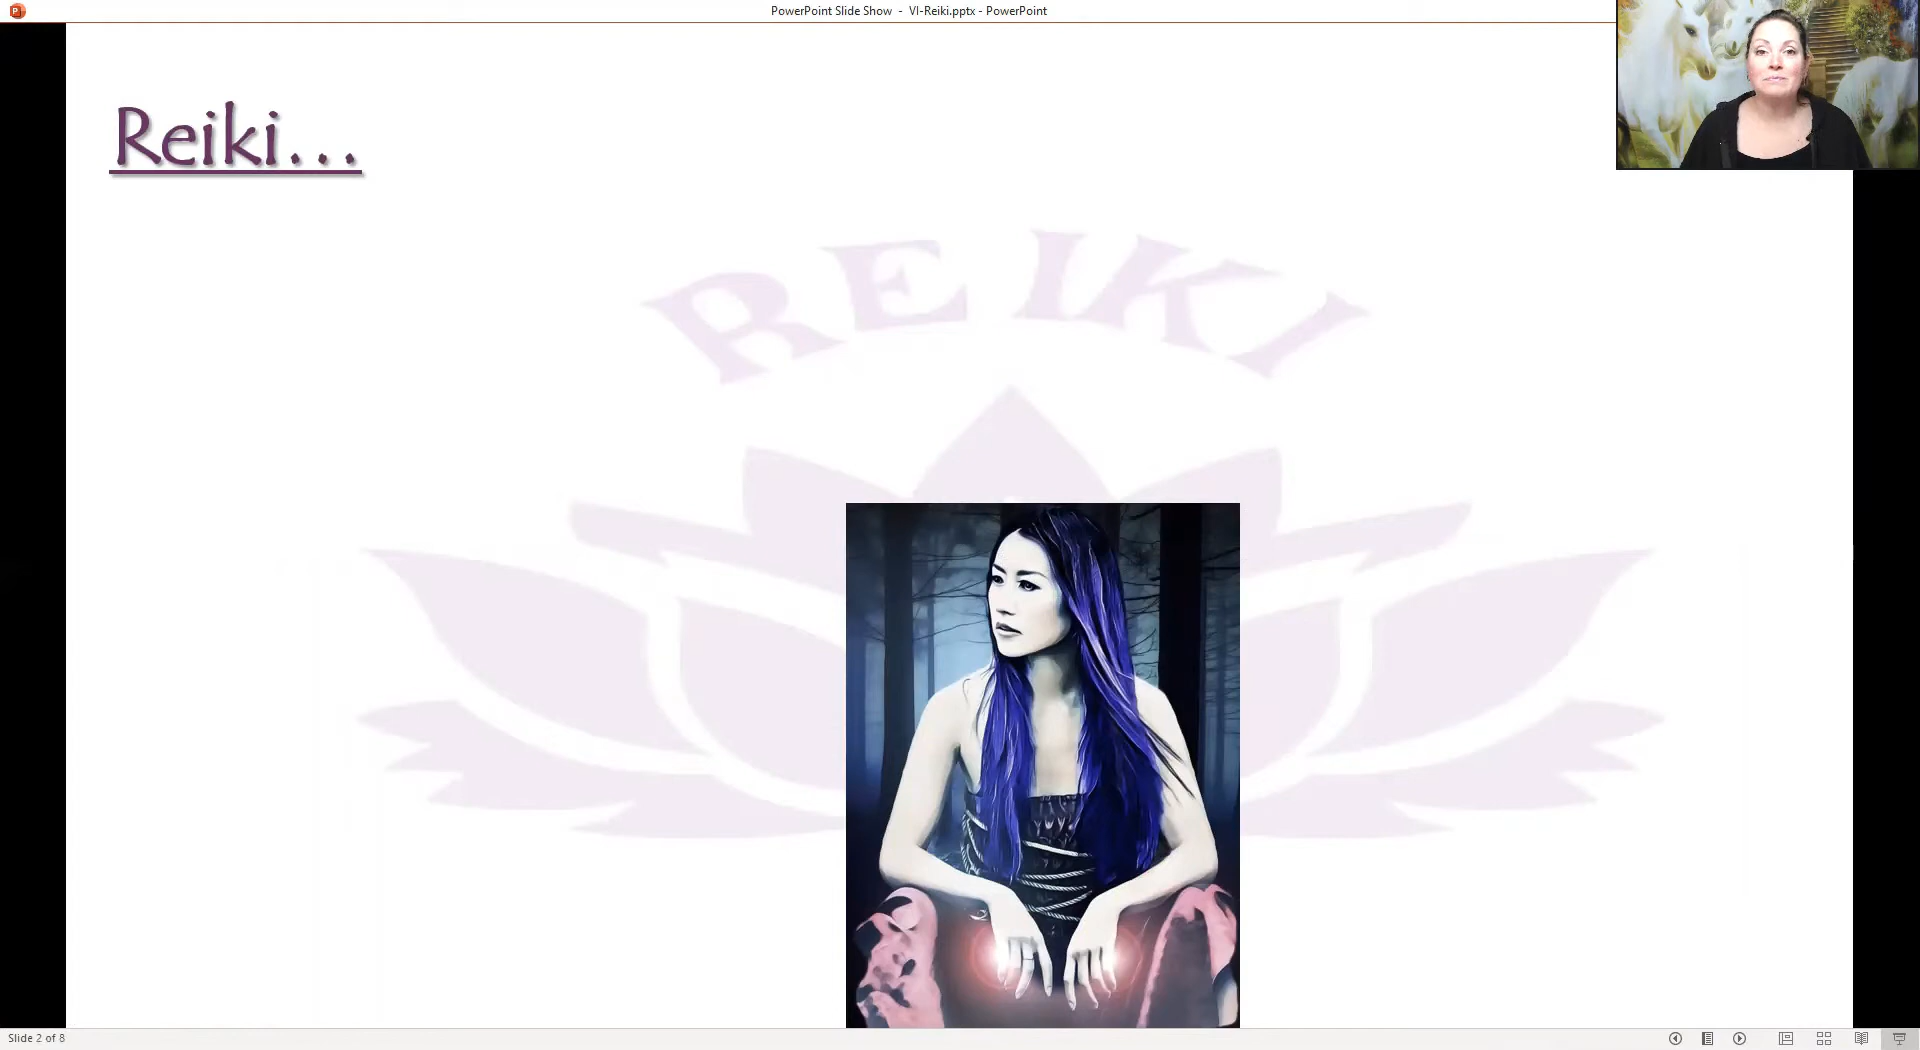 PowerPoint Slide Show - VI-Reiki.pptx - PowerPoint
Reiki...
REIKI
Slide 2 of 8